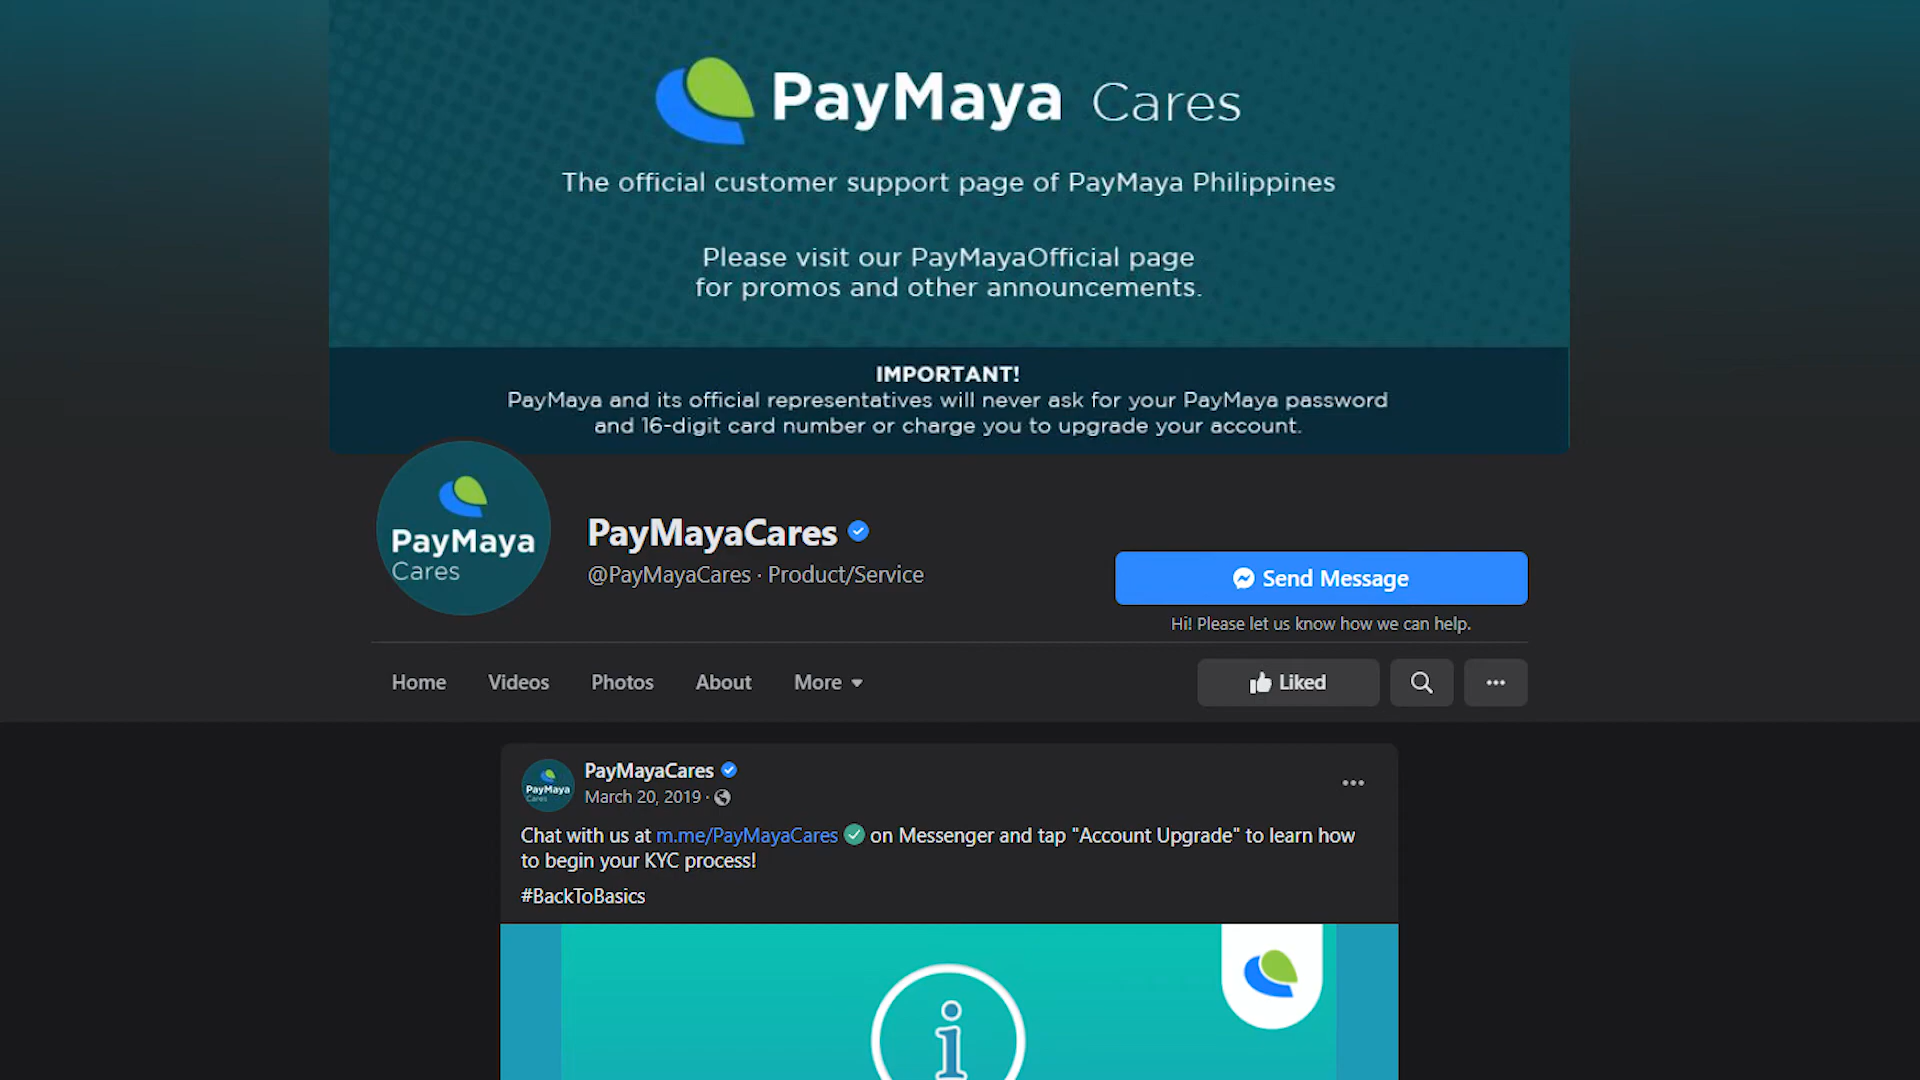 PayMaya Cares
The official customer support page of PayMaya Philippines
Please visit our PayMayaOfficial page
for promos and other announcements.
IMPORTANT!
PayMaya and its official representatives will never ask for your PayMaya password
and 16-digit card number or charge you to upgrade your account.
PayMaya
Cares
PayMayaCares
@PayMayaCares · Product/Service
Send Message
Hi! Please let us know how we can help.
Home Videos Photos About More
Liked
PayMaya
Cares
PayMayaCares
March 20, 2019 ·
Chat with us at m.me/PayMayaCares on Messenger and tap "Account Upgrade" to learn how
to begin your KYC process!
#BackToBasics